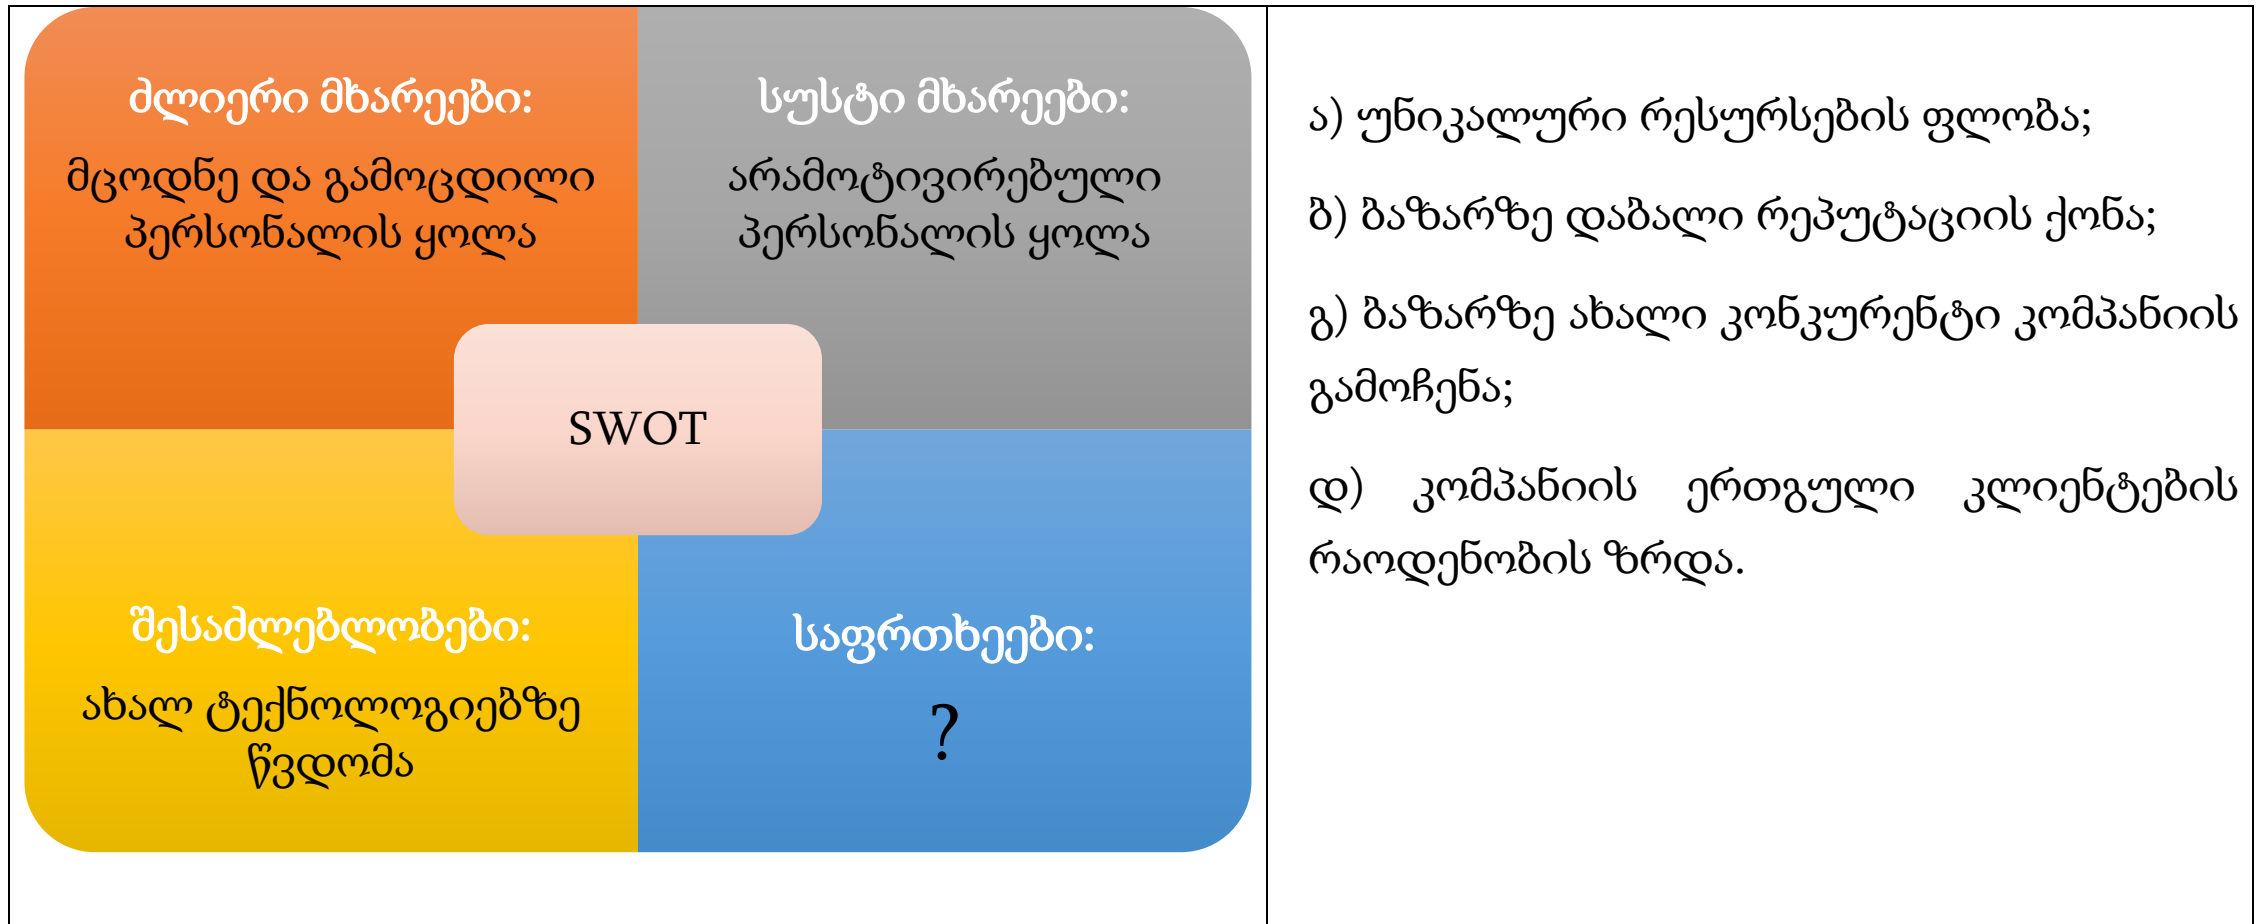 ძლიერი მხარეები:
მცოდნე და გამოცდილი
პერსონალის ყოლა
სუსტი მხარეები:
არამოტივირებული
პერსონალის ყოლა
SWOT
შესაძლებლობები:
ახალ ტექნოლოგიებზე
წვდომა
საფრთხეები:
?
ა) უნიკალური რესურსების ფლობა;
ბ) ბაზარზე დაბალი რეპუტაციის ქონა;
გ) ბაზარზე ახალი კონკურენტი კომპანიის
გამოჩენა;
დ) კომპანიის ერთგული კლიენტების
რაოდენობის ზრდა.